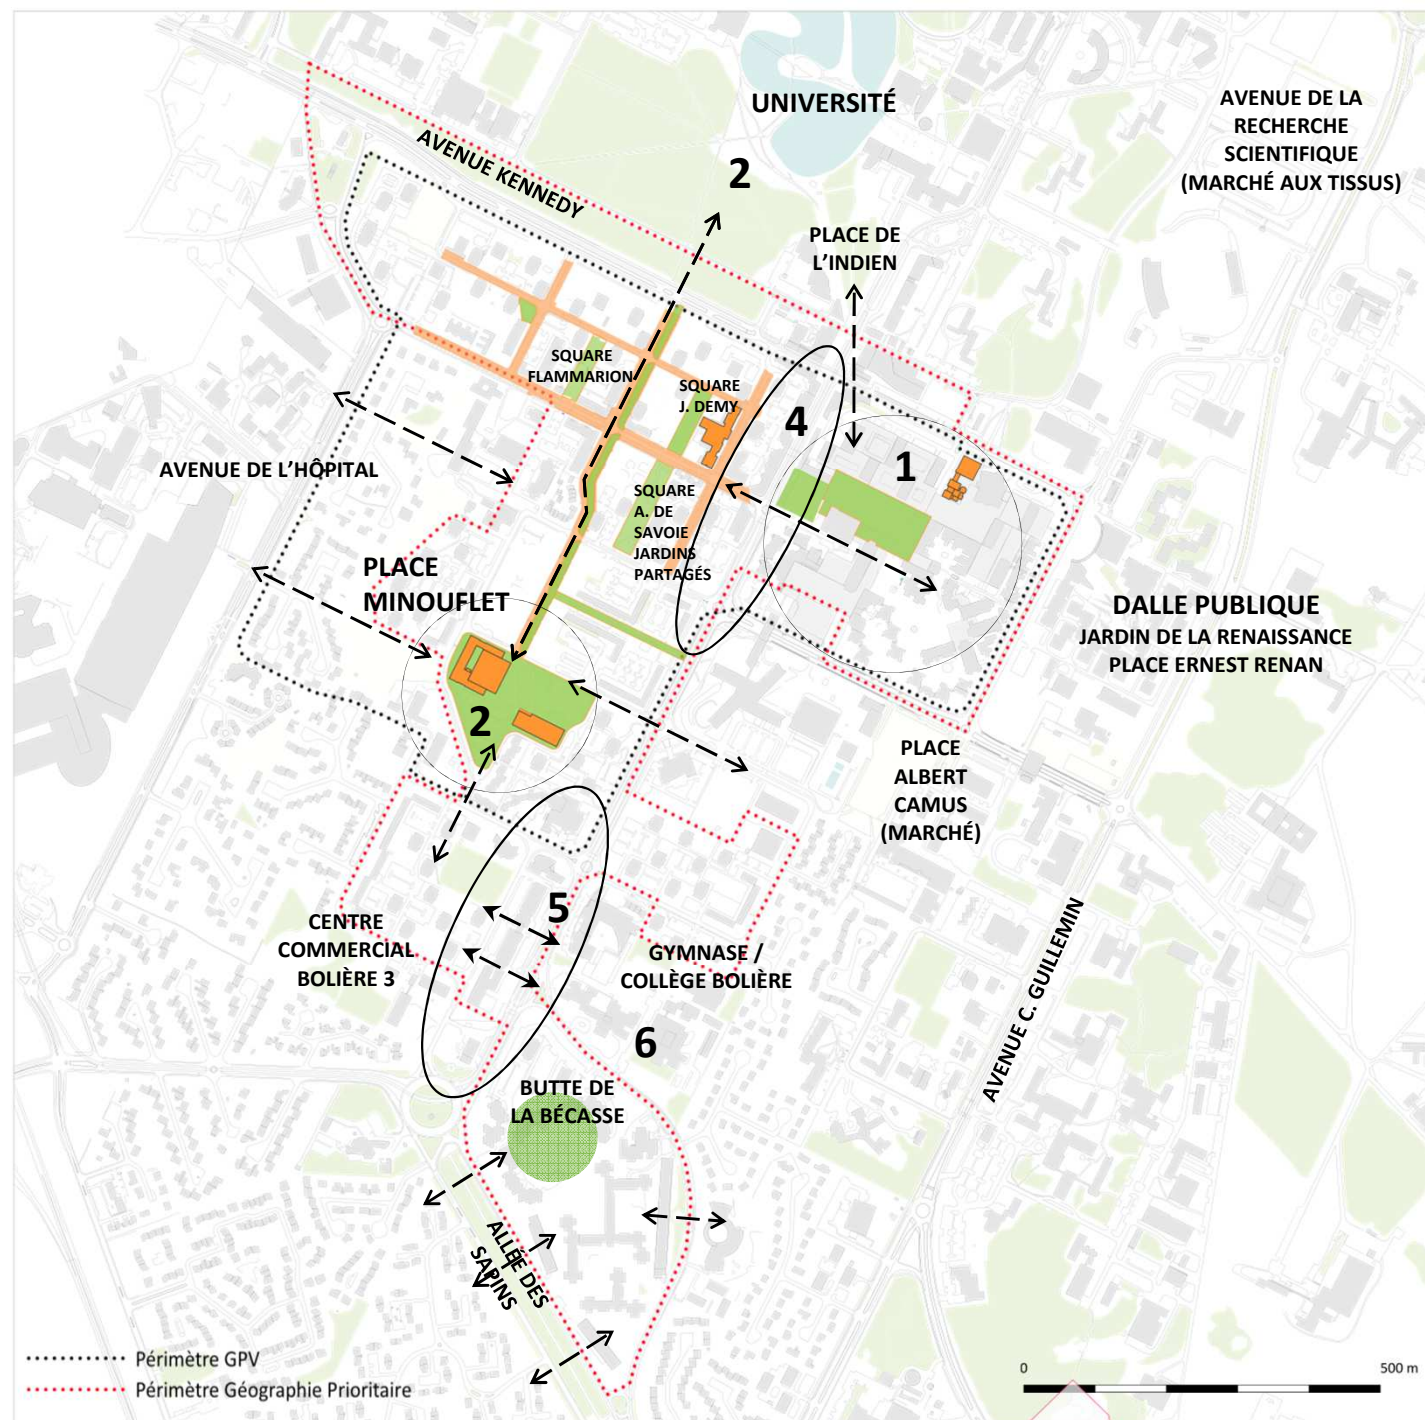 UNIVERSITÉ
AVENUE DE LA
RECHERCHE
SCIENTIFIQUE
(MARCHÉ AUX TISSUS)
AVENUE KENNEDY
2
PLACE DE
L'INDIEN
SQUARE
FLAMMARION
SQUARE
J. DEMY
4
1
AVENUE DE L'HÔPITAL
SQUARE
A. DE
SAVOIE
JARDINS
PARTAGÉS
PLACE
MINOUFLET
DALLE PUBLIQUE
JARDIN DE LA RENAISSANCE
PLACE ERNEST RENAN
2
PLACE
ALBERT
CAMUS
(MARCHÉ)
CENTRE
COMMERCIAL
BOLIÈRE 3
5
GYMNASE /
COLLÈGE BOLIÈRE
AVENUE C. GUILLEMIN
6
BUTTE DE
LA BÉCASSE
ALLÉE DES
SAPINS
Périmètre GPV
Périmètre Géographie Prioritaire
0
500 m